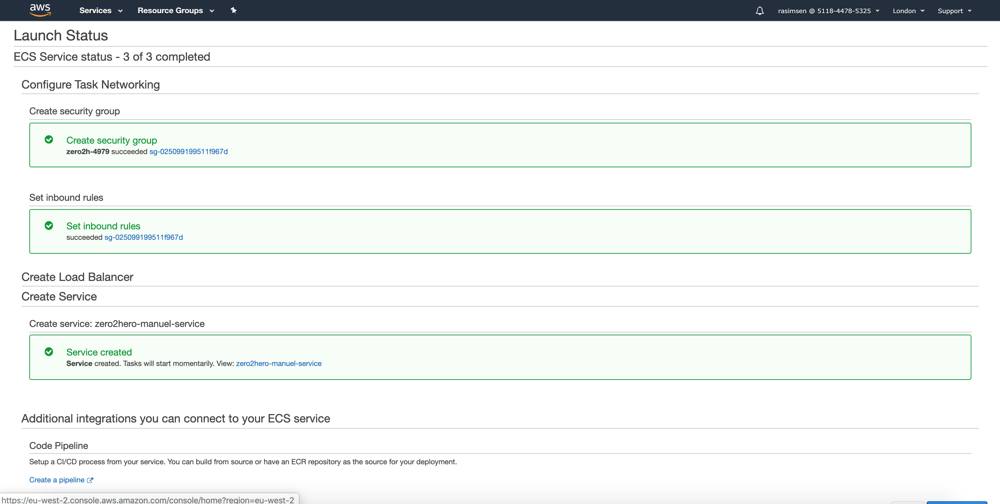 aws Services Resource Groups rasimsen @ 5118-4478-5325 London Support
Launch Status
ECS Service status - 3 of 3 completed
Configure Task Networking
Create security group
Create security group
zero2h-4979 succeeded sg-025099199511f967d
Set inbound rules
Set inbound rules
succeeded sg-025099199511f967d
Create Load Balancer
Create Service
Create service: zero2hero-manuel-service
Service created
Service created. Tasks will start momentarily. View: zero2hero-manuel-service
Additional integrations you can connect to your ECS service
Code Pipeline
Setup a CI/CD process from your service. You can build from source or have an ECR repository as the source for your deployment.
Create a pipeline
https://eu-west-2.console.aws.amazon.com/console/home?region=eu-west-2